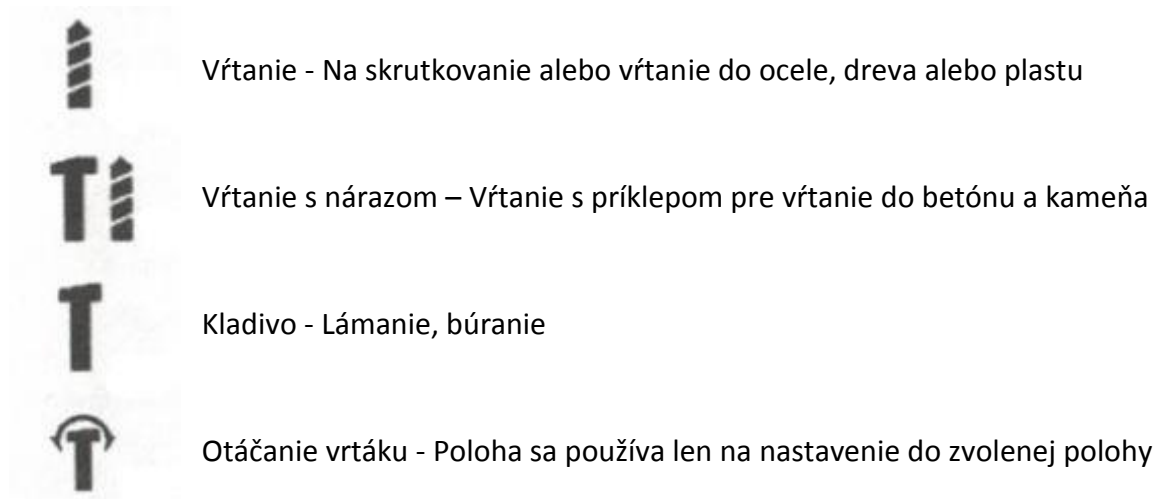 Vŕtanie - Na skrutkovanie alebo vŕtanie do ocele, dreva alebo plastu
Vŕtanie s nárazom – Vŕtanie s príklepom pre vŕtanie do betónu a kameňa
Kladivo - Lámanie, búranie
Otáčanie vrtáku - Poloha sa používa len na nastavenie do zvolenej polohy